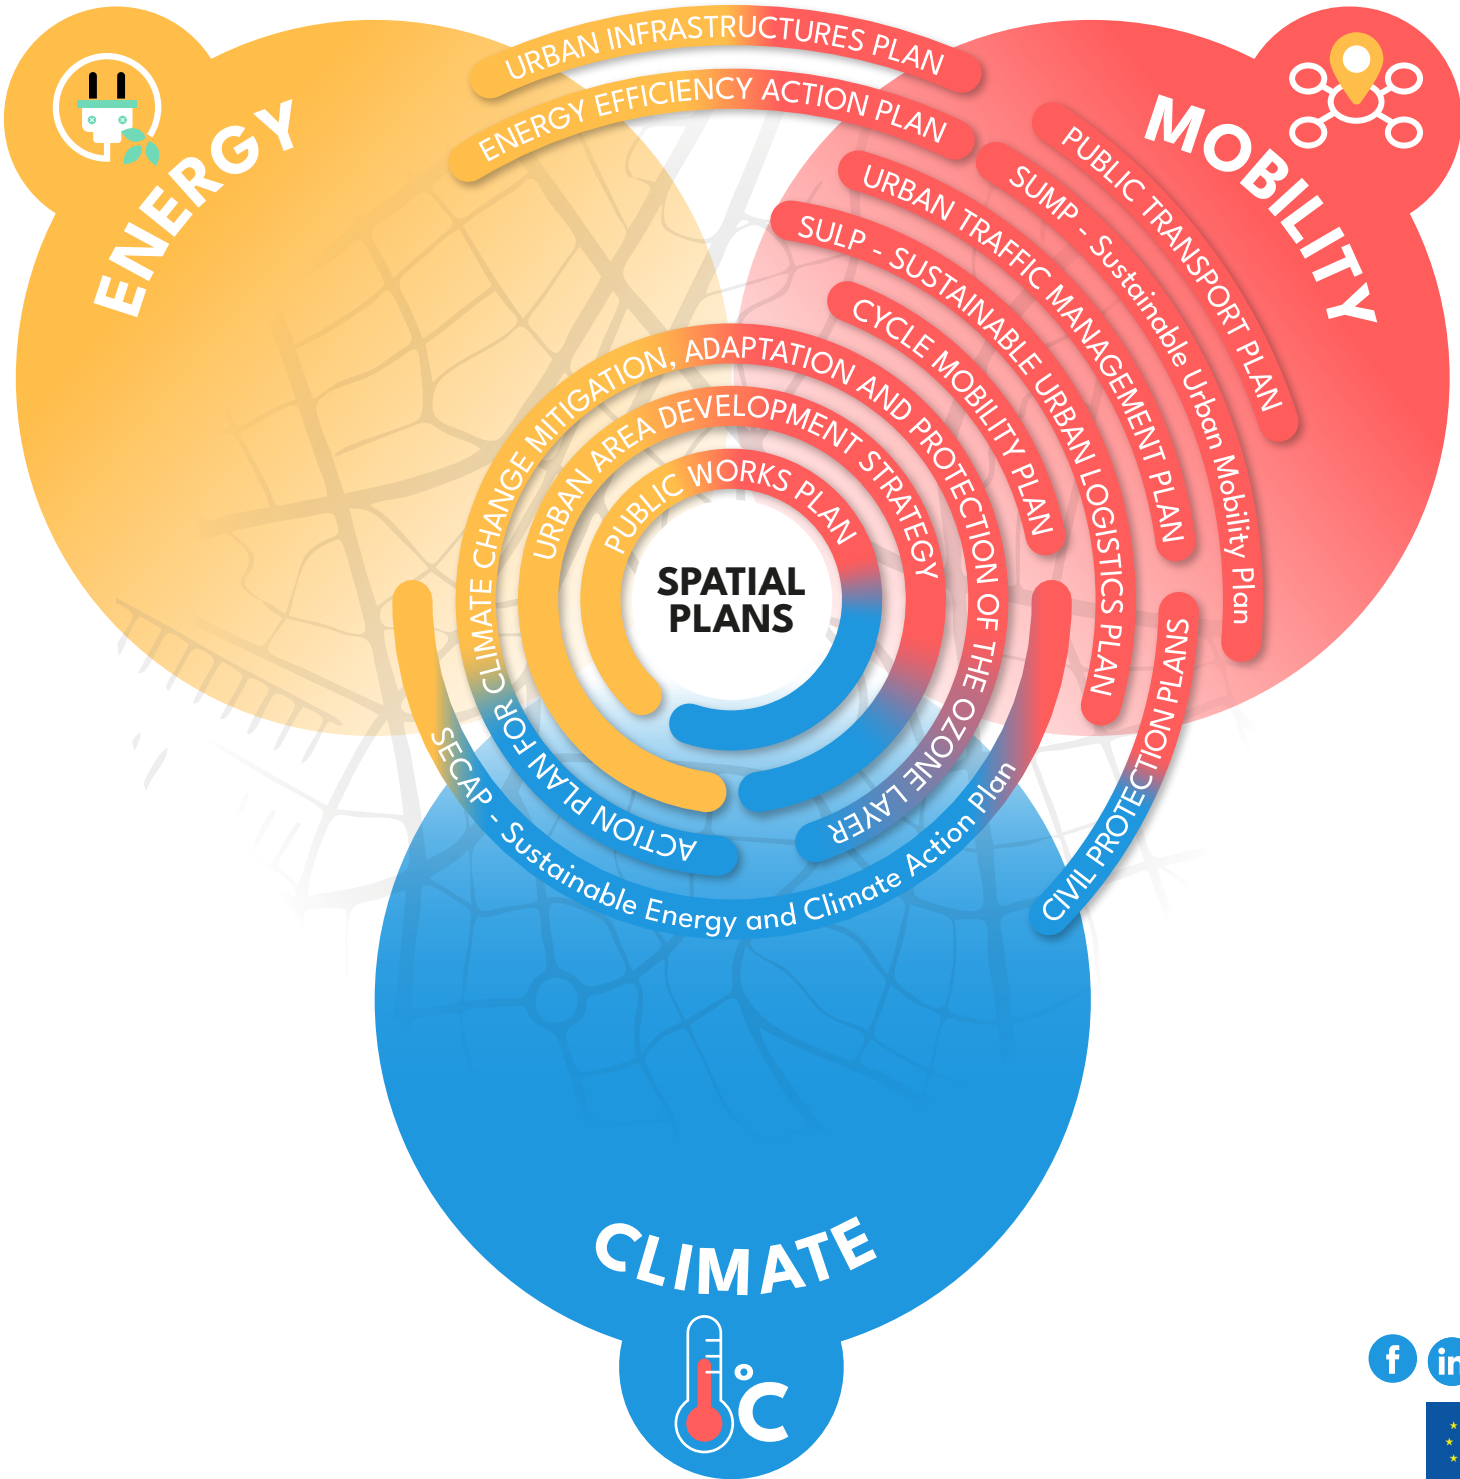 URBAN INFRASTRUCTURES PLAN
ENERGY EFFICIENCY ACTION PLAN
ENERGY
MOBILITY
PUBLIC TRANSPORT PLAN
SUMP - Sustainable Urban Mobility Plan
URBAN TRAFFIC MANAGEMENT PLAN
SULP - SUSTAINABLE URBAN LOGISTICS PLAN
CYCLE MOBILITY PLAN
ACTION PLAN FOR CLIMATE CHANGE MITIGATION, ADAPTATION AND PROTECTION OF THE OZONE LAYER
URBAN AREA DEVELOPMENT STRATEGY
PUBLIC WORKS PLAN
SPATIAL
PLANS
SECAP - Sustainable Energy and Climate Action Plan
CIVIL PROTECTION PLANS
CLIMATE
°C
f
in